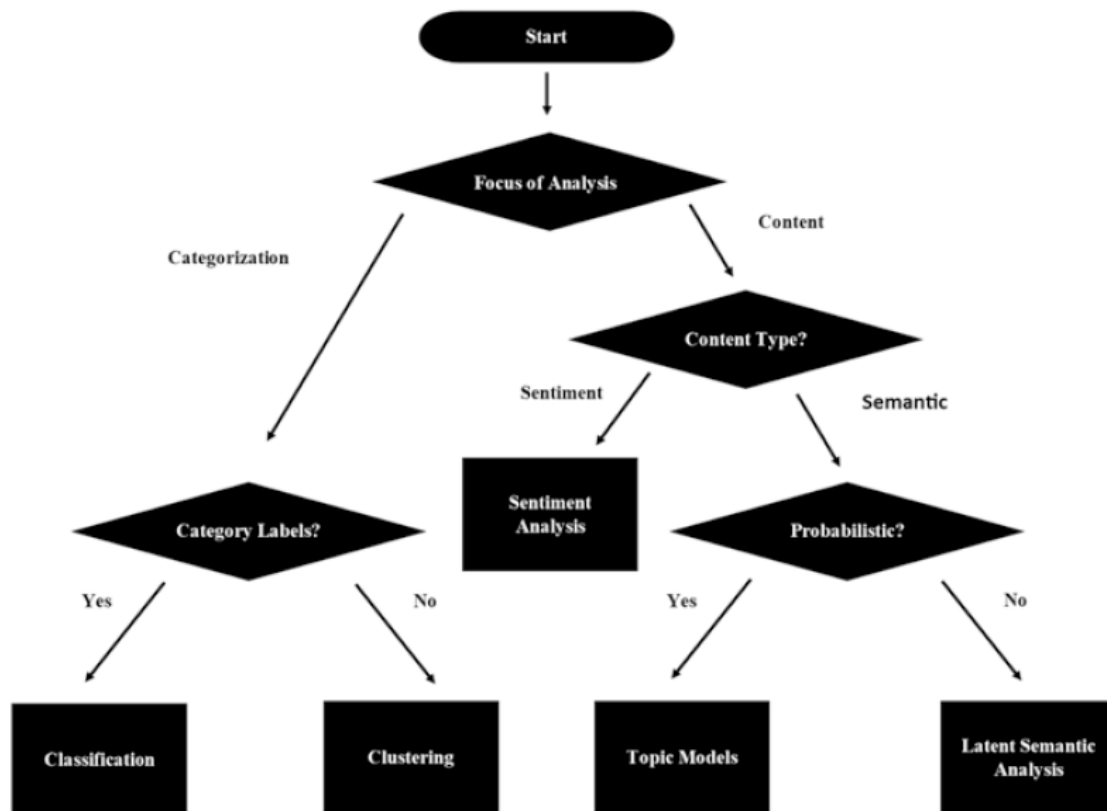 Start
Focus of Analysis
Content
Categorization
Content Type?
Sentiment
Semantic
Sentiment
Analysis
Category Labels?
Probabilistic?
Yes
No
Yes
No
Classification
Clustering
Topic Models
Latent Semantic
Analysis